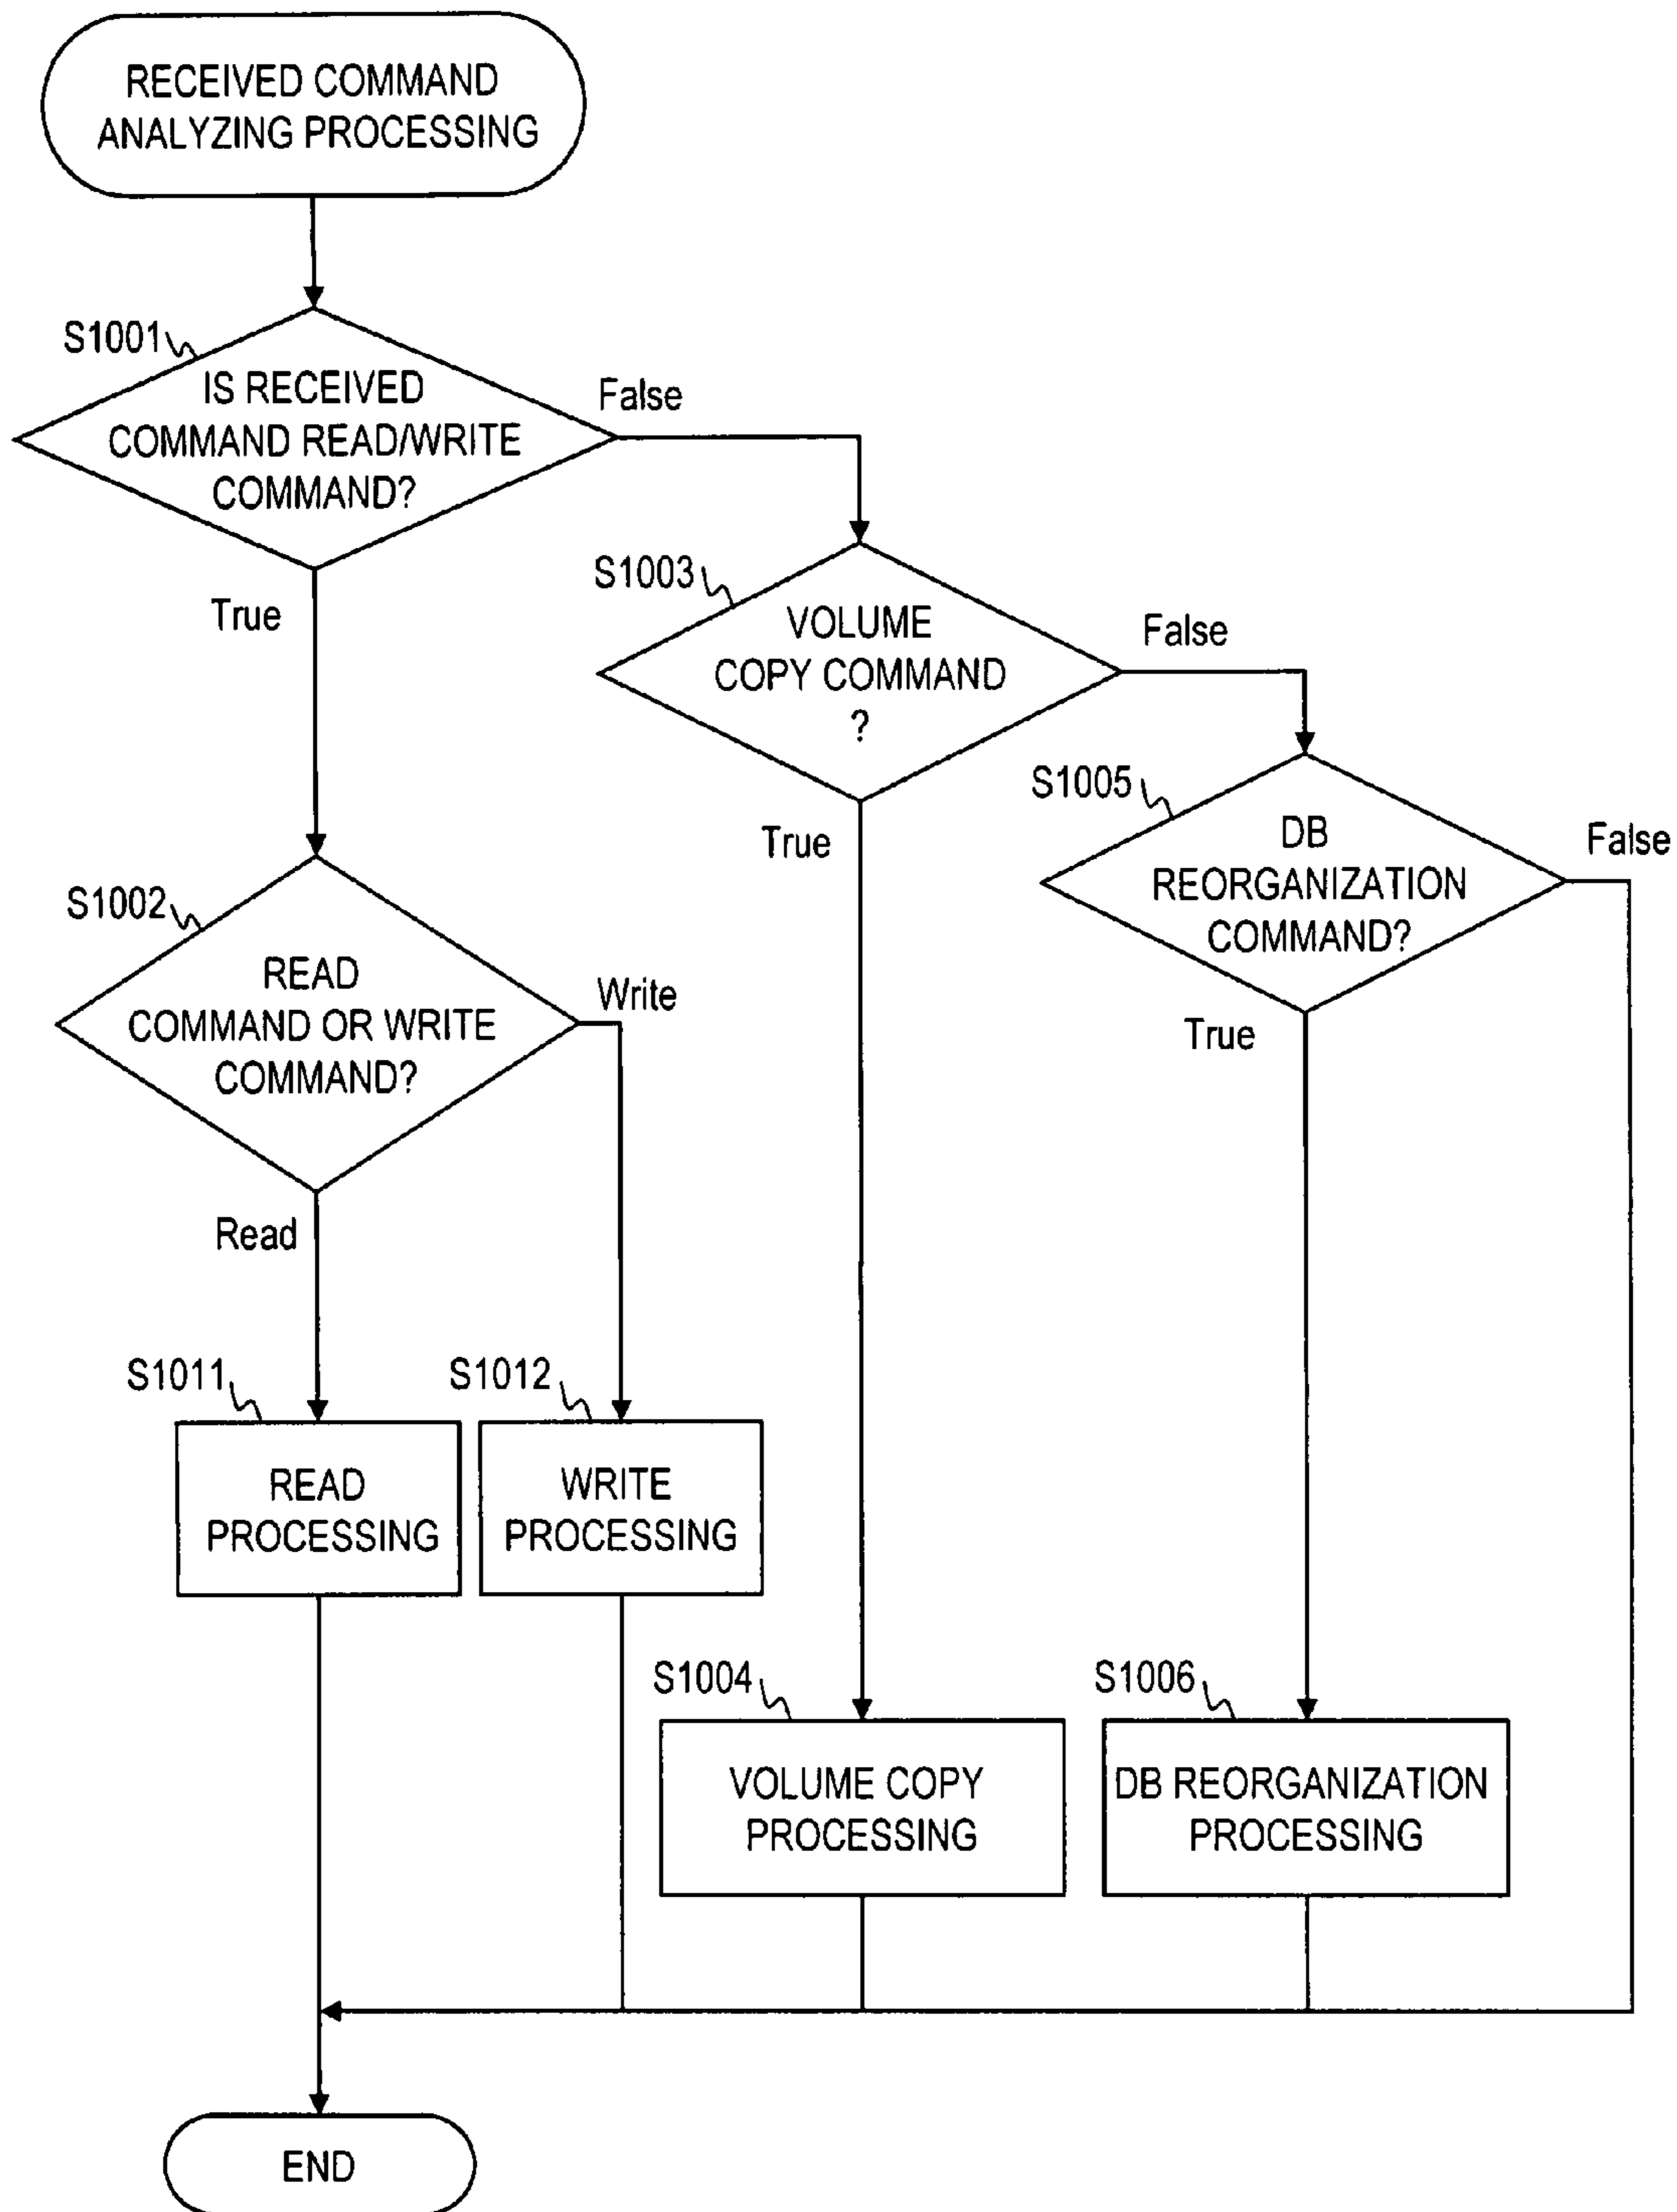 RECEIVED COMMAND
ANALYZING PROCESSING
S1001
IS RECEIVED
COMMAND READ/WRITE
COMMAND?
False
True
S1003
VOLUME
COPY COMMAND
?
False
True
S1005
DB
REORGANIZATION
COMMAND?
False
True
S1002
READ
COMMAND OR WRITE
COMMAND?
Write
Read
S1011
READ
PROCESSING
S1012
WRITE
PROCESSING
S1004
VOLUME COPY
PROCESSING
S1006
DB REORGANIZATION
PROCESSING
END